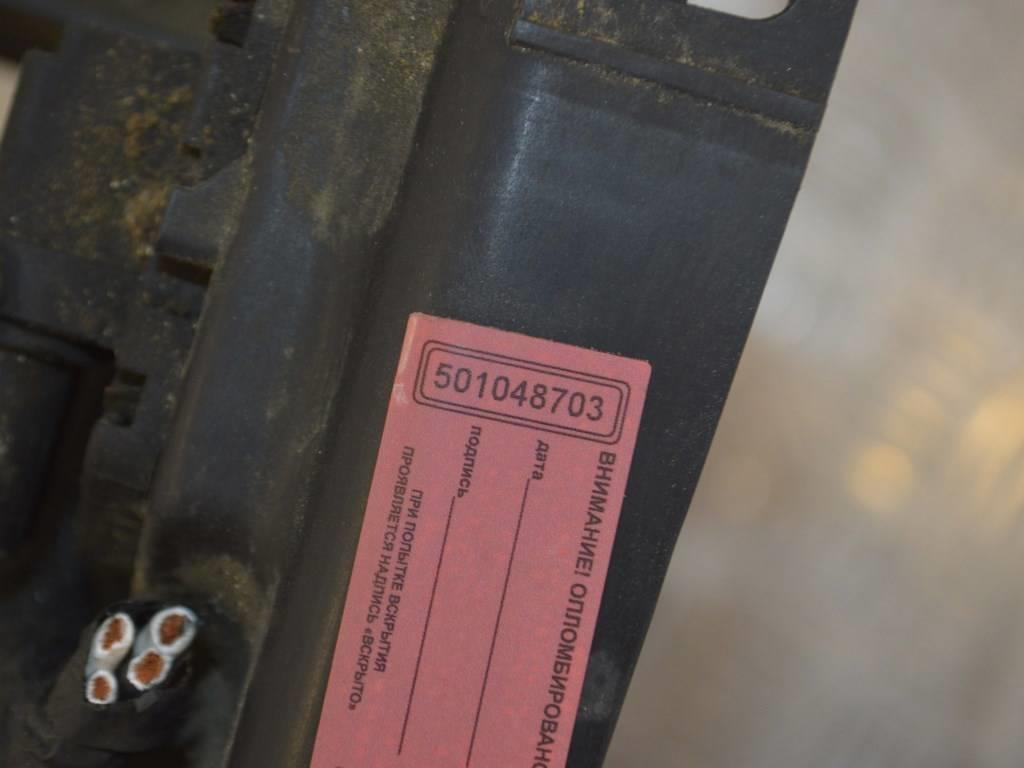 501048703
ВНИМАНИЕ! ОПЛОМБИРОВАНО
дата
подпись
ПРИ ПОПЫТКЕ ВСКРЫТИЯ
ПРОЯВЛЯЕТСЯ НАДПИСЬ «ВСКРЫТО»